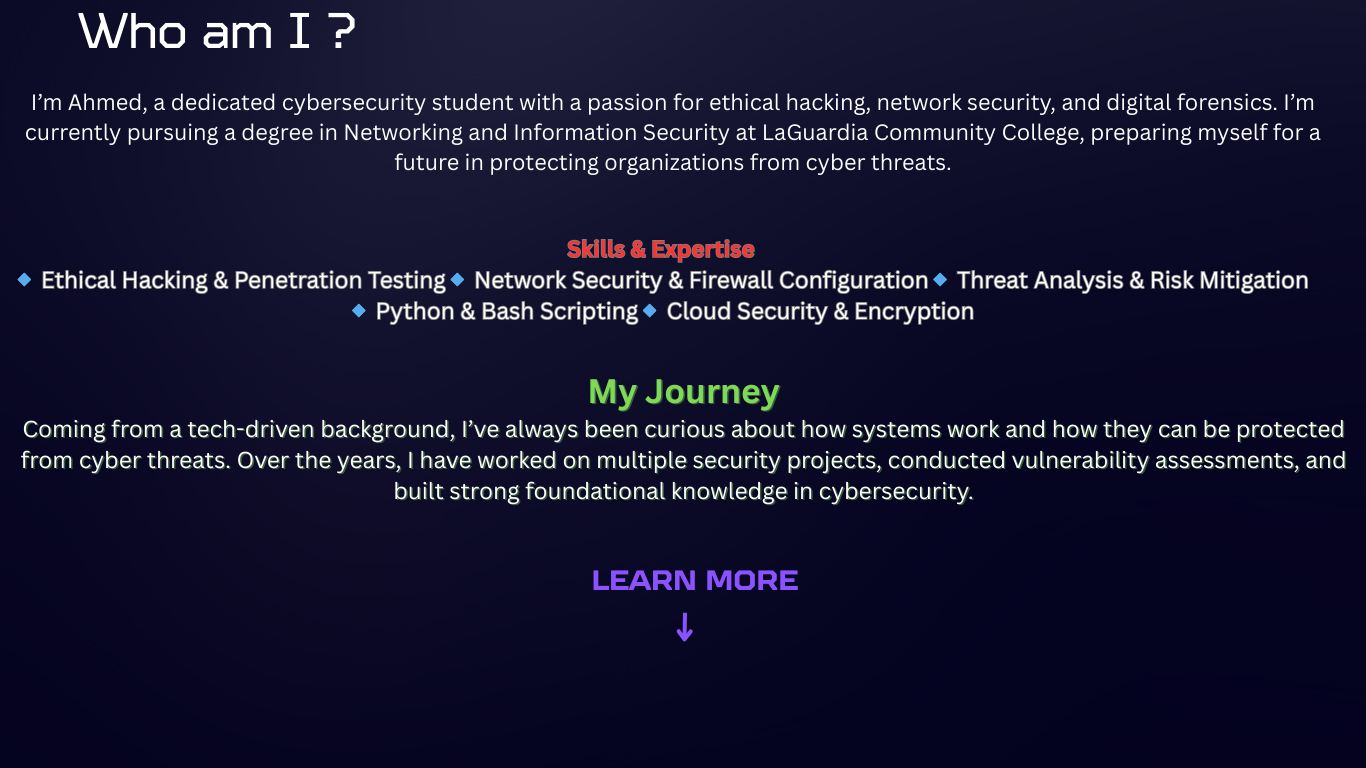 Who am I ?
I’m Ahmed, a dedicated cybersecurity student with a passion for ethical hacking, network security, and digital forensics. I’m
currently pursuing a degree in Networking and Information Security at LaGuardia Community College, preparing myself for a
future in protecting organizations from cyber threats.
Skills & Expertise
🔹 Ethical Hacking & Penetration Testing🔹 Network Security & Firewall Configuration🔹 Threat Analysis & Risk Mitigation
🔹 Python & Bash Scripting🔹 Cloud Security & Encryption
My Journey
Coming from a tech-driven background, I’ve always been curious about how systems work and how they can be protected
from cyber threats. Over the years, I have worked on multiple security projects, conducted vulnerability assessments, and
built strong foundational knowledge in cybersecurity.
LEARN MORE
↓